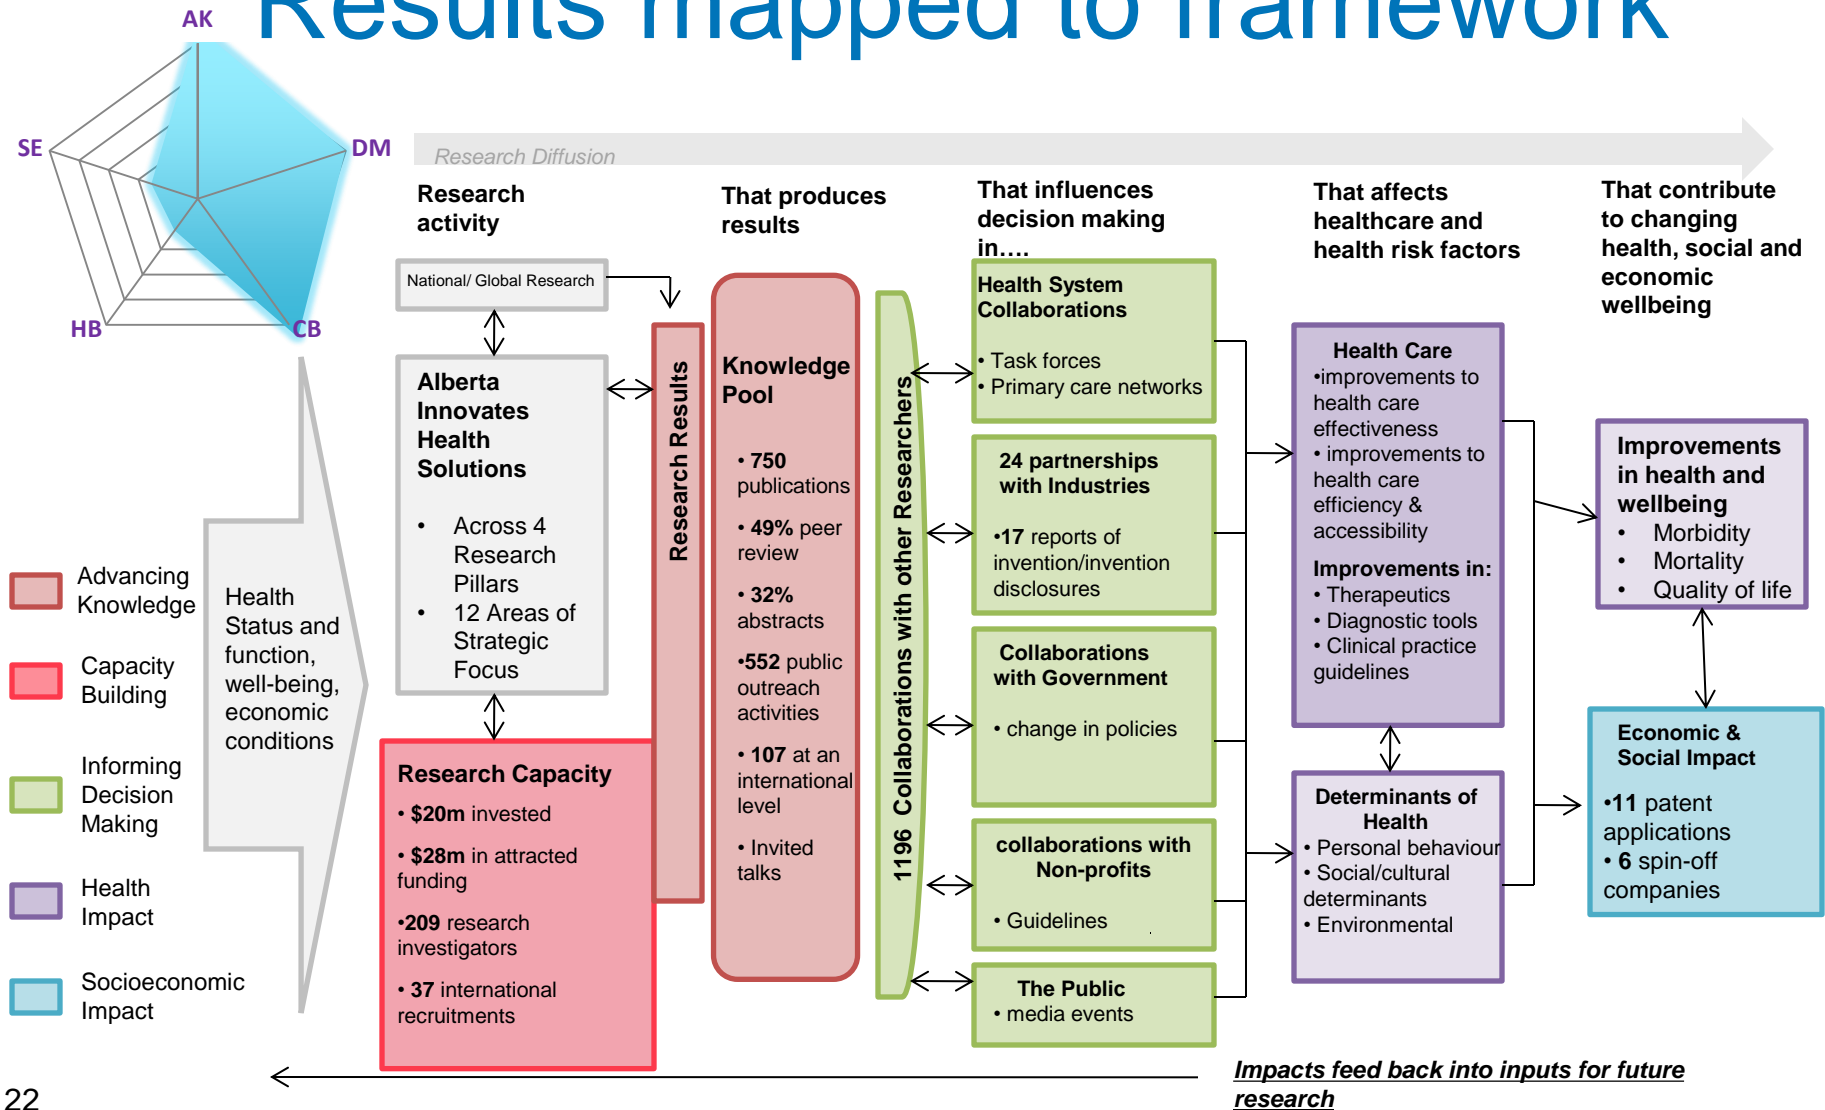 Results mapped to framework
AK
SE
DM
HB
CB
Research Diffusion
Research
activity
That produces
results
That influences
decision making
in….
That affects
healthcare and
health risk factors
That contribute
to changing
health, social and
economic
wellbeing
Advancing
Knowledge
Capacity
Building
Informing
Decision
Making
Health
Impact
Socioeconomic
Impact
Health
Status and
function,
well-being,
economic
conditions
National/ Global Research
Alberta
Innovates
Health
Solutions
• Across 4
Research
Pillars
• 12 Areas of
Strategic
Focus
Research Capacity
• $20m invested
• $28m in attracted
funding
•209 research
investigators
• 37 international
recruitments
Research Results
Knowledge
Pool
• 750
publications
• 49% peer
review
• 32%
abstracts
•552 public
outreach
activities
• 107 at an
international
level
• Invited
talks
1196 Collaborations with other Researchers
Health System
Collaborations
• Task forces
• Primary care networks
24 partnerships
with Industries
•17 reports of
invention/invention
disclosures
Collaborations
with Government
• change in policies
collaborations with
Non-profits
• Guidelines
The Public
• media events
Health Care
•improvements to
health care
effectiveness
• improvements to
health care
efficiency &
accessibility
Improvements in:
• Therapeutics
• Diagnostic tools
• Clinical practice
guidelines
Determinants of
Health
• Personal behaviour
• Social/cultural
determinants
• Environmental
Improvements
in health and
wellbeing
• Morbidity
• Mortality
• Quality of life
Economic &
Social Impact
•11 patent
applications
• 6 spin-off
companies
Impacts feed back into inputs for future
research
22